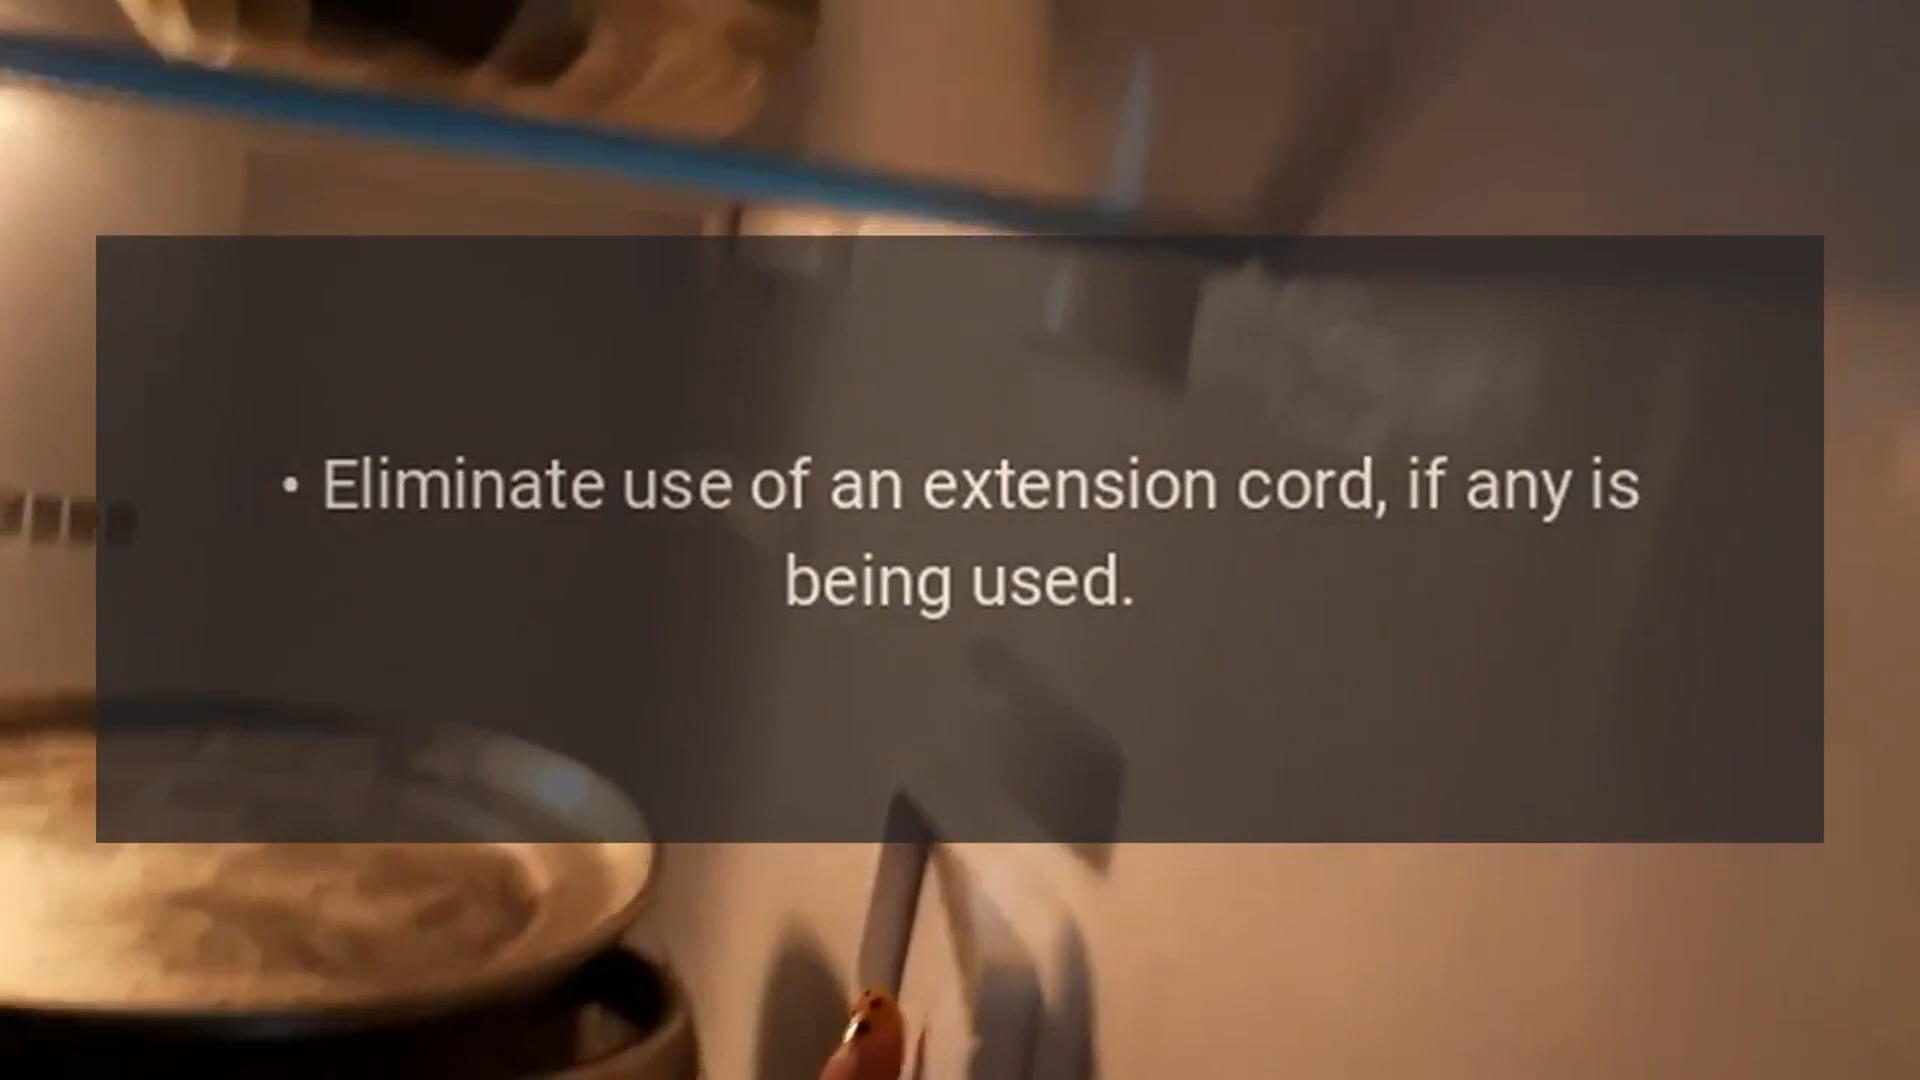 • Eliminate use of an extension cord, if any is
being used.